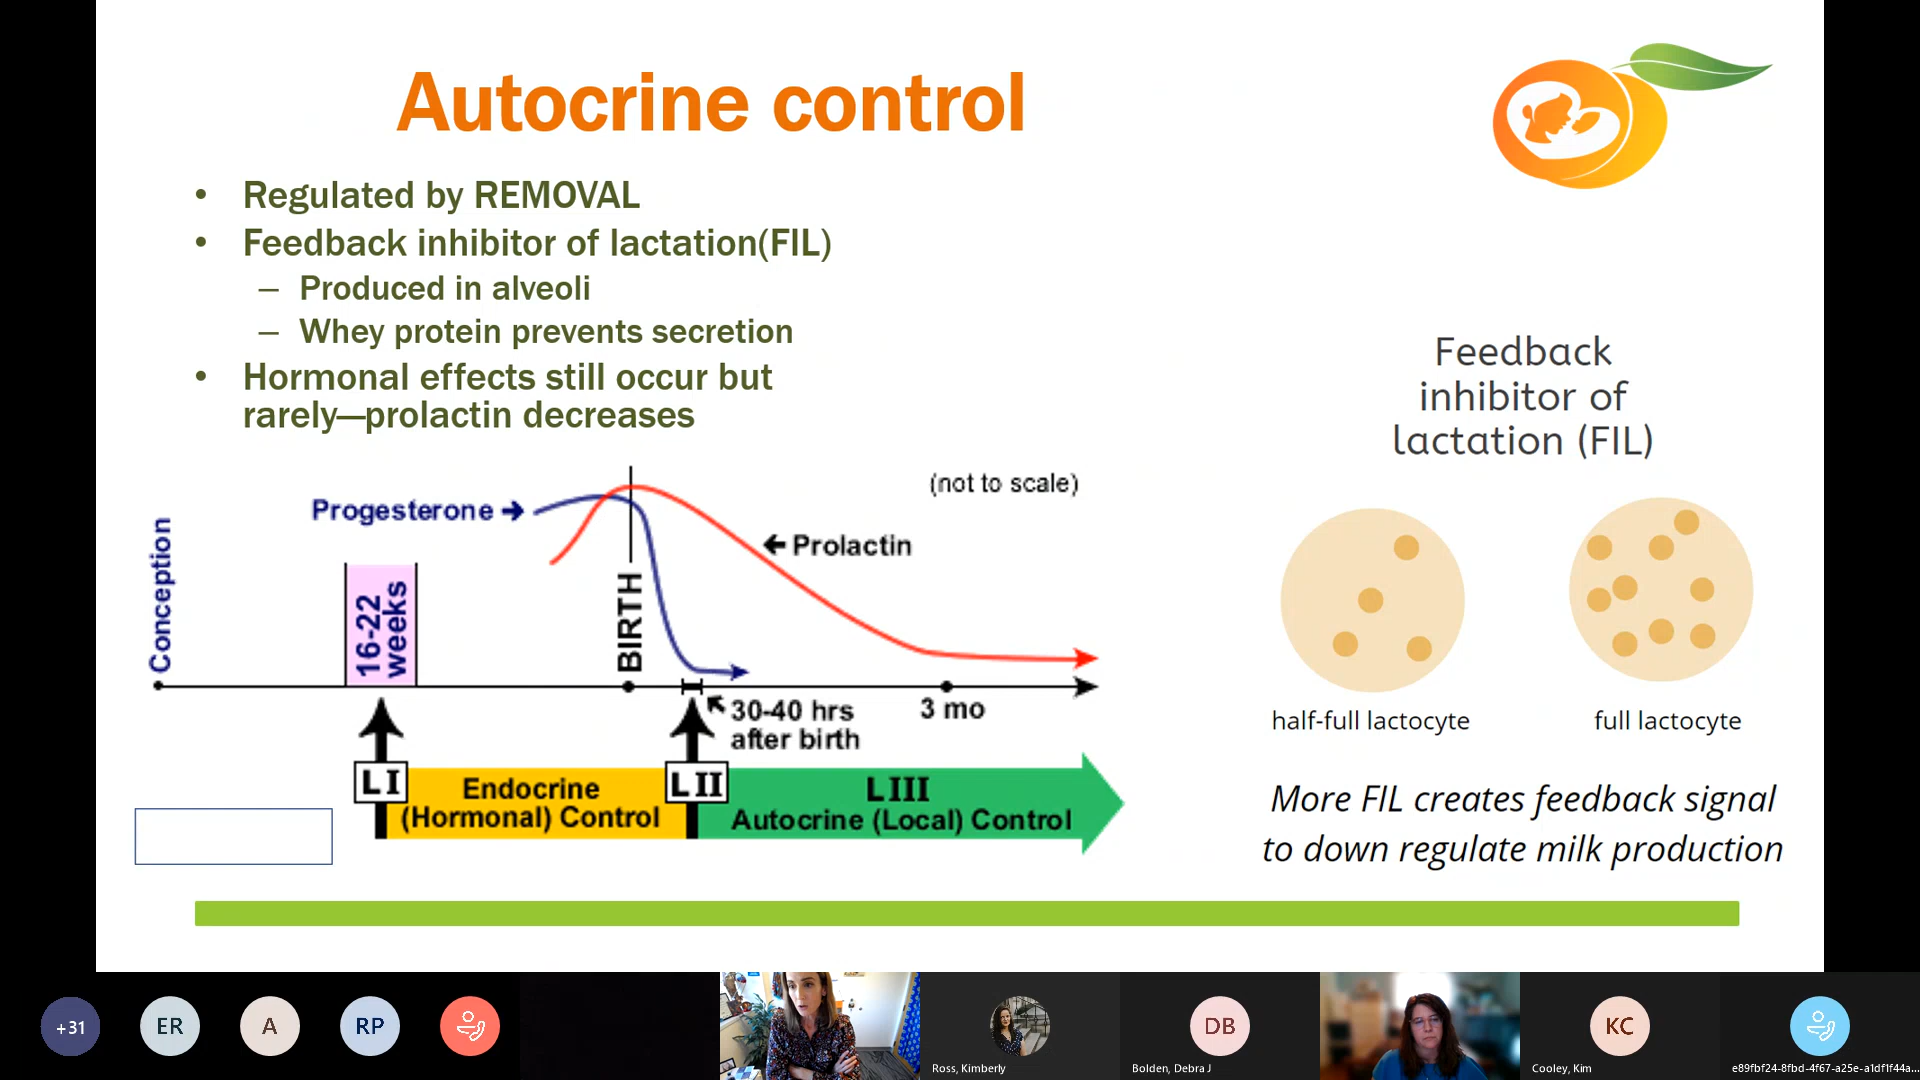 Autocrine control
• Regulated by REMOVAL
• Feedback inhibitor of lactation(FIL)
– Produced in alveoli
– Whey protein prevents secretion
• Hormonal effects still occur but
rarely—prolactin decreases
Feedback
inhibitor of
lactation (FIL)
(not to scale)
Progesterone →
← Prolactin
Conception
16-22
weeks
BIRTH
30-40 hrs
after birth
3 mo
LI
Endocrine
(Hormonal) Control
LII
LIII
Autocrine (Local) Control
half-full lactocyte
full lactocyte
More FIL creates feedback signal
to down regulate milk production
+31
ER
A
RP
Ross, Kimberly
DB
Bolden, Debra J
KC
Cooley, Kim
e89fbf24-8fbd-4f67-a25e-a1df1f44a...